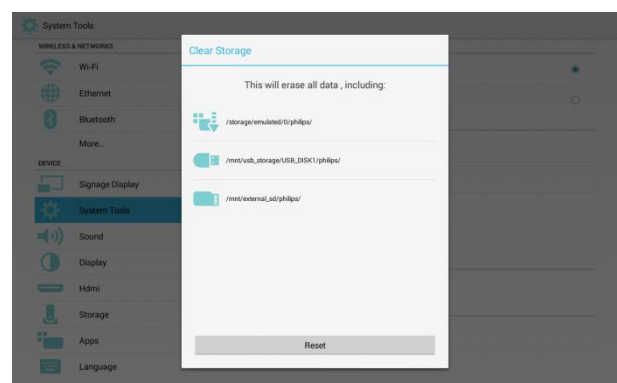 System Tools
WIRELESS & NETWORKS
Wi-Fi
Ethernet
Bluetooth
More...
DEVICE
Signage Display
System Tools
Sound
Display
Hdmi
Storage
Apps
Language
Clear Storage
This will erase all data , including:
/storage/emulated/0/philips/
/mnt/usb_storage/USB_DISK1/philips/
/mnt/external_sd/philips/
Reset